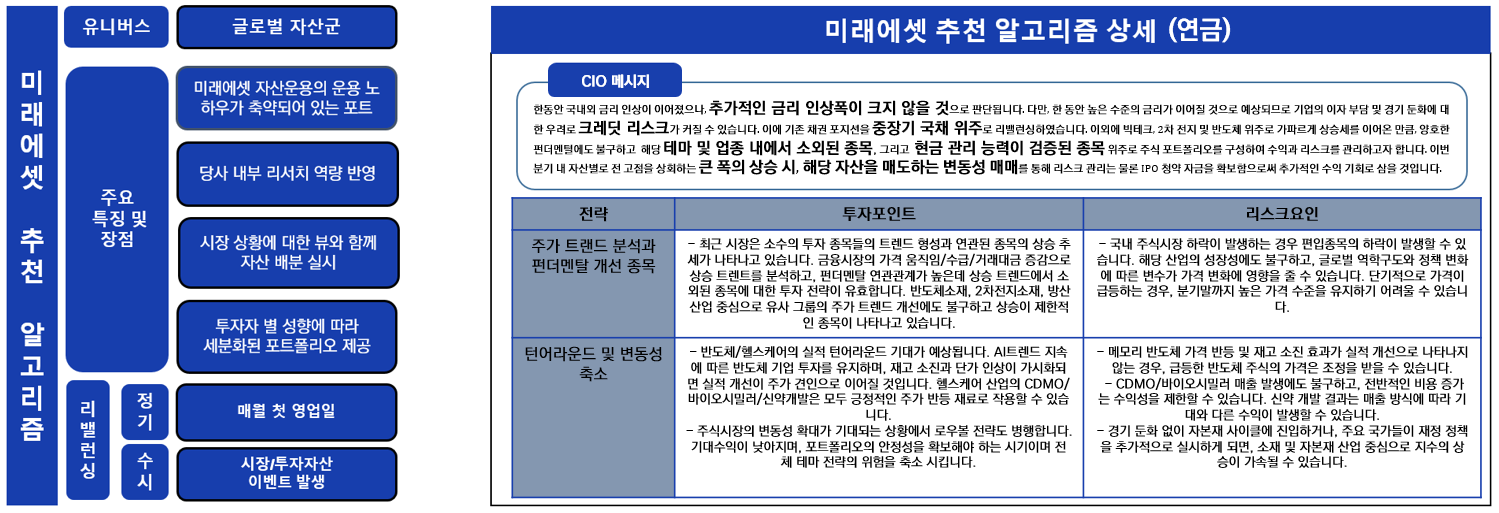 미래에셋 추천 알고리즘
유니버스
글로벌 자산군
주요
특징 및
장점
미래에셋 자산운용의 운용 노
하우가 축약되어 있는 포트
당사 내부 리서치 역량 반영
시장 상황에 대한 뷰와 함께
자산 배분 실시
투자자 별 성향에 따라
세분화된 포트폴리오 제공
리밸런싱
정기
매월 첫 영업일
수시
시장/투자자산
이벤트 발생
미래에셋 추천 알고리즘 상세 (연금)
CIO 메시지
한동안 국내외 금리 인상이 이어졌으나, 추가적인 금리 인상폭이 크지 않을 것으로 판단됩니다. 다만, 한 동안 높은 수준의 금리가 이어질 것으로 예상되므로 기업의 이자 부담 및 경기 둔화에 대
한 우려로 크레딧 리스크가 커질 수 있습니다. 이에 기존 채권 포지션을 중장기 국채 위주로 리밸런싱하였습니다. 이외에 빅테크, 2차 전지 및 반도체 위주로 가파르게 상승세를 이어온 만큼, 양호한
펀더멘털에도 불구하고 해당 테마 및 업종 내에서 소외된 종목, 그리고 현금 관리 능력이 검증된 종목 위주로 주식 포트폴리오를 구성하여 수익과 리스크를 관리하고자 합니다. 이번
분기 내 자산별로 전 고점을 상회하는 큰 폭의 상승 시, 해당 자산을 매도하는 변동성 매매를 통해 리스크 관리는 물론 IPO 청약 자금을 확보함으로써 추가적인 수익 기회로 삼을 것입니다.
전략
투자포인트
리스크요인
주가 트랜드 분석과
펀더멘탈 개선 종목
- 최근 시장은 소수의 투자 종목들의 트렌드 형성과 연관된 종목의 상승 추
세가 나타나고 있습니다. 금융시장의 가격 움직임/수급/거래대금 증감으로
상승 트렌트를 분석하고, 펀더멘탈 연관관계가 높은데 상승 트렌드에서 소
외된 종목에 대한 투자 전략이 유효합니다. 반도체소재, 2차전지소재, 방산
산업 중심으로 유사 그룹의 주가 트렌드 개선에도 불구하고 상승이 제한적
인 종목이 나타나고 있습니다.
- 국내 주식시장 하락이 발생하는 경우 편입종목의 하락이 발생할 수 있
습니다. 해당 산업의 성장성에도 불구하고, 글로벌 역학구도와 정책 변화
에 따른 변수가 가격 변화에 영향을 줄 수 있습니다. 단기적으로 가격이
급등하는 경우, 분기말까지 높은 가격 수준을 유지하기 어려울 수 있습니
다.
턴어라운드 및 변동성
축소
- 반도체/헬스케어의 실적 턴어라운드 기대가 예상됩니다. AI트렌드 지속
에 따른 반도체 기업 투자를 유지하며, 재고 소진과 단가 인상이 가시화되
면 실적 개선이 주가 견인으로 이어질 것입니다. 헬스케어 산업의 CDMO/
바이오시밀러/신약개발은 모두 긍정적인 주가 반등 재료로 작용할 수 있습
니다.
- 주식시장의 변동성 확대가 기대되는 상황에서 로우볼 전략도 병행합니다.
기대수익이 낮아지며, 포트폴리오의 안정성을 확보해야 하는 시기이며 전
체 테마 전략의 위험을 축소 시킵니다.
- 메모리 반도체 가격 반등 및 재고 소진 효과가 실적 개선으로 나타나지
않는 경우, 급등한 반도체 주식의 가격은 조정을 받을 수 있습니다.
- CDMO/바이오시밀러 매출 발생에도 불구하고, 전반적인 비용 증가
는 수익성을 제한할 수 있습니다. 신약 개발 결과는 매출 방식에 따라 기
대와 다른 수익이 발생할 수 있습니다.
- 경기 둔화 없이 자본재 사이클에 진입하거나, 주요 국가들이 재정 정책
을 추가적으로 실시하게 되면, 소재 및 자본재 산업 중심으로 지수의 상
승이 가속될 수 있습니다.